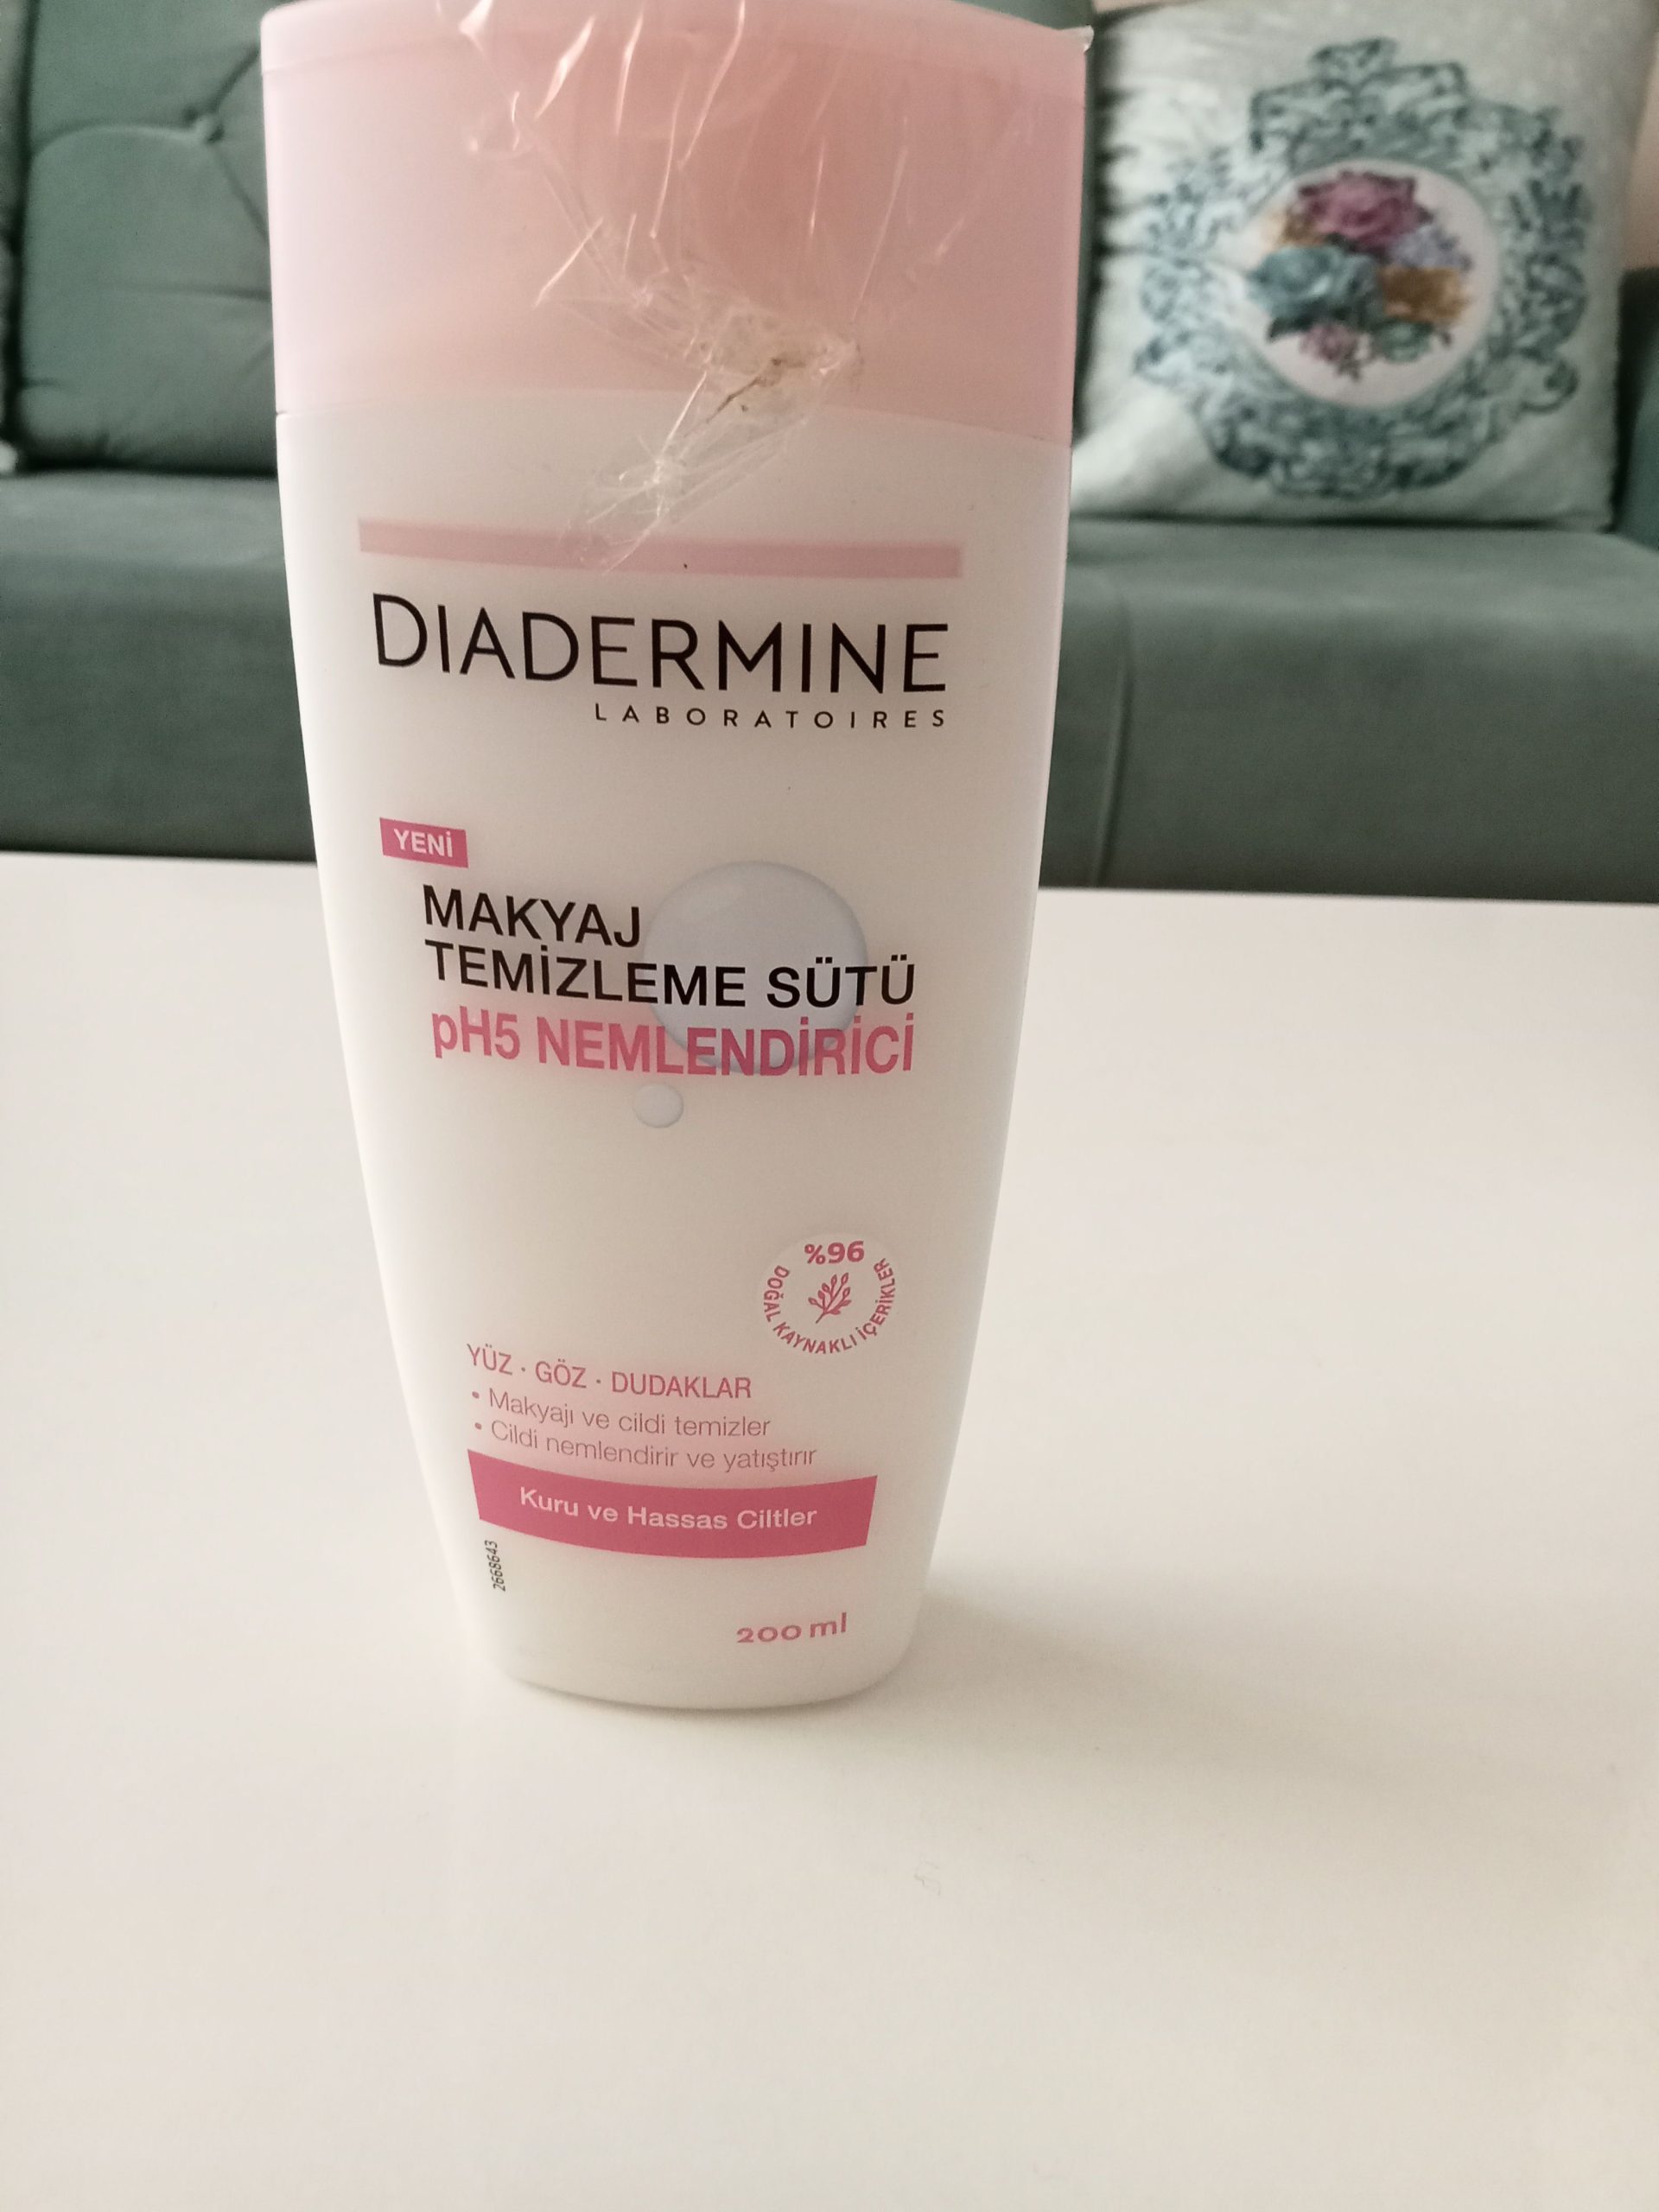 DIADERMINE
LABORATOIRES
YENİ
MAKYAJ
TEMİZLEME SÜTÜ
pH5 NEMLENDİRİCİ
%96
DOĞAL KAYNAKLI İÇERİKLER
YÜZ · GÖZ · DUDAKLAR
• Makyajı ve cildi temizler
• Cildi nemlendirir ve yatıştırır
Kuru ve Hassas Ciltler
2668643
200 ml